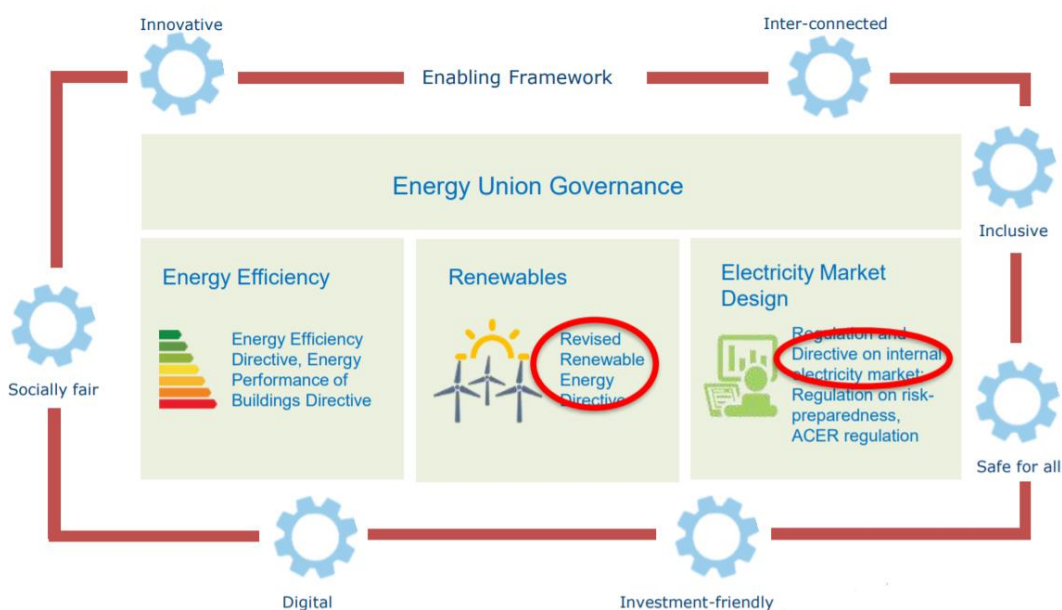 Innovative
Inter-connected
Enabling Framework
Energy Union Governance
Inclusive
Energy Efficiency
Energy Efficiency
Directive, Energy
Performance of
Buildings Directive
Renewables
Revised
Renewable
Energy
Directive
Electricity Market
Design
Regulation and
Directive on internal
electricity market;
Regulation on risk-
preparedness,
ACER regulation
Socially fair
Safe for all
Digital
Investment-friendly